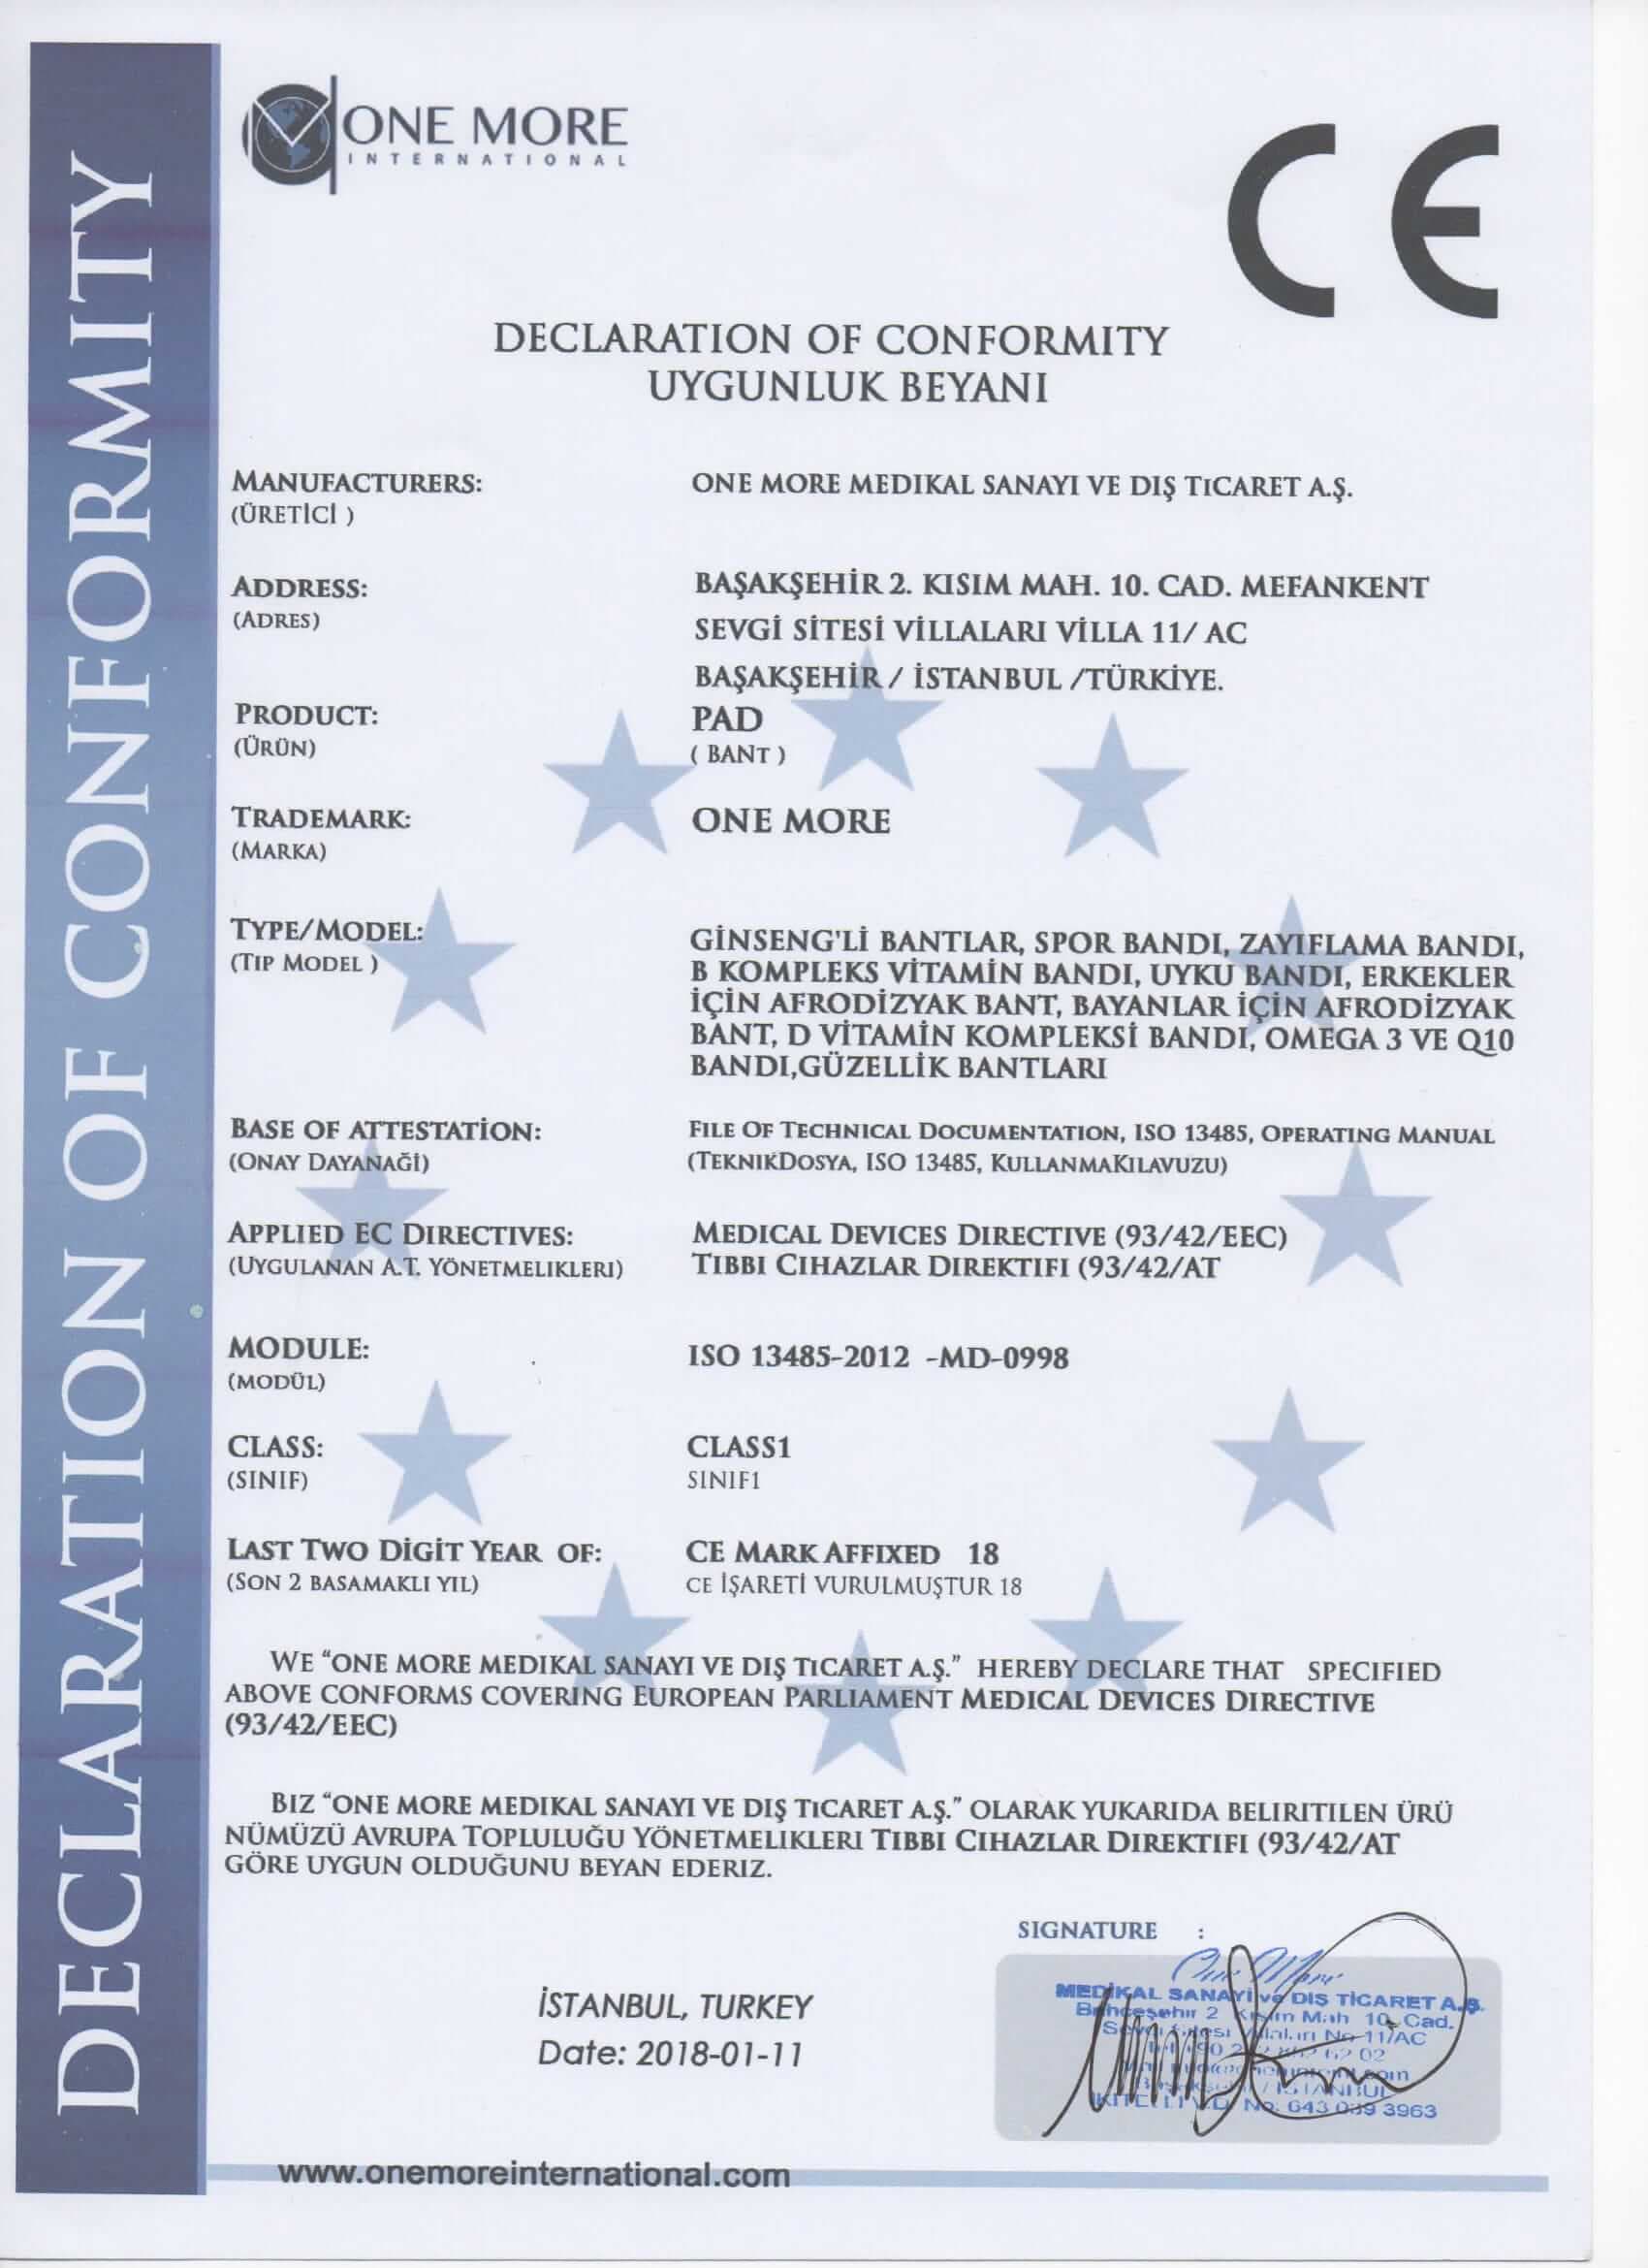 DECLARATION OF CONFORMITY
ONE MORE
INTERNATIONAL
CE
DECLARATION OF CONFORMITY
UYGUNLUK BEYANI
MANUFACTURERS: ONE MORE MEDIKAL SANAYI VE DIŞ TICARET A.Ş.
(ÜRETİCİ )
ADDRESS: BAŞAKŞEHİR 2. KISIM MAH. 10. CAD. MEFANKENT
(ADRES) SEVGİ SİTESİ VİLLALARI VİLLA 11/ AC
BAŞAKŞEHİR / İSTANBUL /TÜRKİYE.
PRODUCT: PAD
(ÜRÜN) ( BANT )
TRADEMARK: ONE MORE
(MARKA)
TYPE/MODEL: GİNSENG'Lİ BANTLAR, SPOR BANDI, ZAYIFLAMA BANDI,
(TIP MODEL ) B KOMPLEKS VİTAMİN BANDI, UYKU BANDI, ERKEKLER
İÇİN AFRODİZYAK BANT, BAYANLAR İÇİN AFRODİZYAK
BANT, D VİTAMİN KOMPLEKSİ BANDI, OMEGA 3 VE Q10
BANDI,GÜZELLİK BANTLARI
BASE OF ATTESTATİON: FILE OF TECHNICAL DOCUMENTATION, ISO 13485, OPERATING MANUAL
(ONAY DAYANAĞİ) (TEKNIKDOSYA, ISO 13485, KULLANMAKILAVUZU)
APPLIED EC DIRECTIVES: MEDICAL DEVICES DIRECTIVE (93/42/EEC)
(UYGULANAN A.T. YÖNETMELIKLERI) TIBBI CIHAZLAR DIREKTIFI (93/42/AT
MODULE: ISO 13485-2012 -MD-0998
(MODÜL)
CLASS: CLASS1
(SINIF) SINIF1
LAST TWO DİGİT YEAR OF: CE MARK AFFIXED 18
(SON 2 BASAMAKLI YIL) CE İŞARETİ VURULMUŞTUR 18
WE “ONE MORE MEDIKAL SANAYI VE DIŞ TICARET A.Ş.” HEREBY DECLARE THAT SPECIFIED
ABOVE CONFORMS COVERING EUROPEAN PARLIAMENT MEDICAL DEVICES DIRECTIVE
(93/42/EEC)
BIZ “ONE MORE MEDIKAL SANAYI VE DIŞ TICARET A.Ş.” OLARAK YUKARIDA BELIRITILEN ÜRÜ
NÜMÜZÜ AVRUPA TOPLULUĞU YÖNETMELIKLERI TIBBI CIHAZLAR DIREKTIFI (93/42/AT
GÖRE UYGUN OLDUĞUNU BEYAN EDERIZ.
SIGNATURE :
One More
MEDİKAL SANAYİ ve DIŞ TİCARET A.Ş.
2 Kısım Mah 10. Cad.
No 11/AC
62 02
/ İSTANBUL
V.D. No: 643 039 3963
İSTANBUL, TURKEY
Date: 2018-01-11
www.onemoreinternational.com